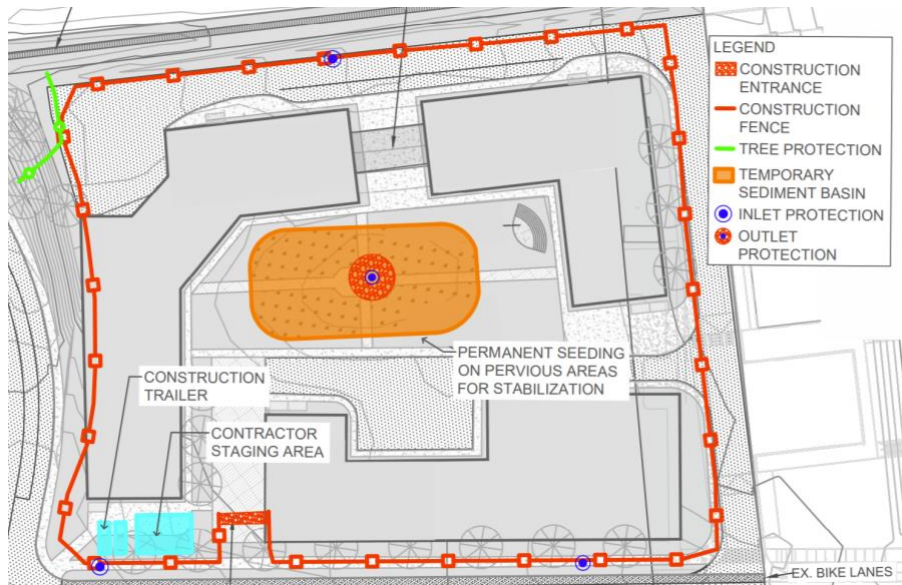 LEGEND
CONSTRUCTION
ENTRANCE
CONSTRUCTION
FENCE
TREE PROTECTION
TEMPORARY
SEDIMENT BASIN
INLET PROTECTION
OUTLET
PROTECTION
PERMANENT SEEDING
ON PERVIOUS AREAS
FOR STABILIZATION
CONSTRUCTION
TRAILER
CONTRACTOR
STAGING AREA
EX. BIKE LANES